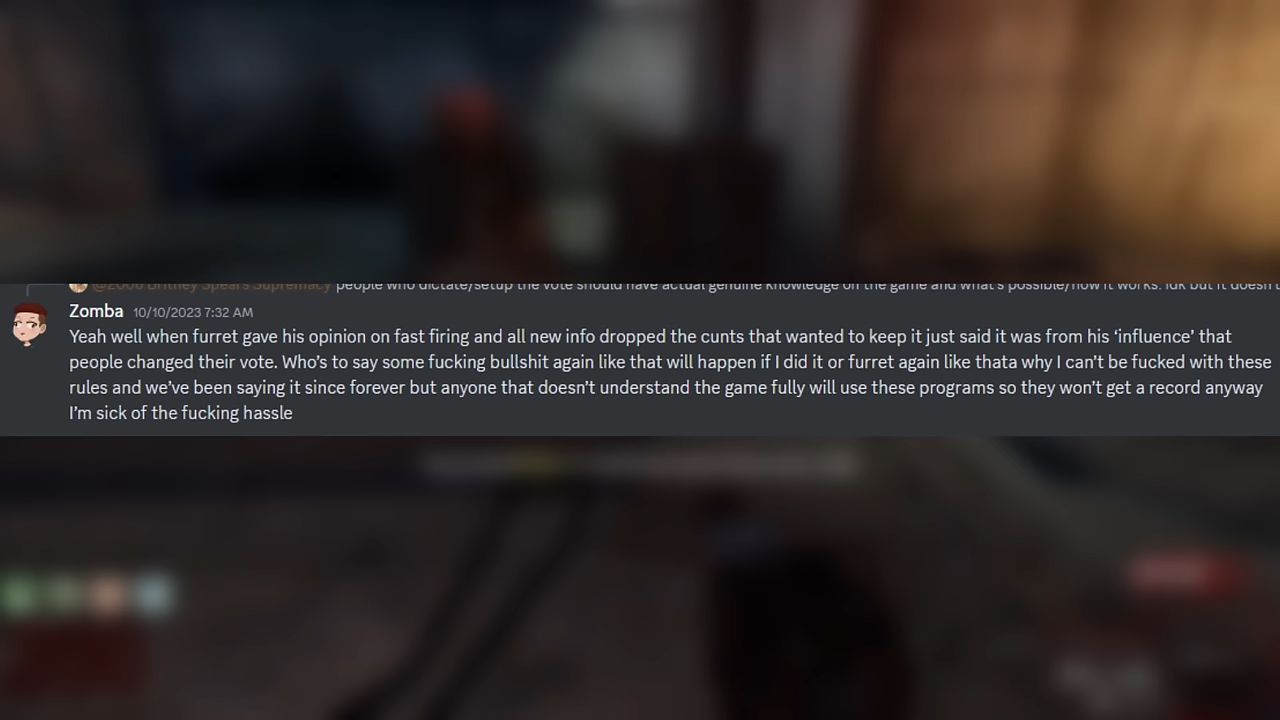 @2006 Britney Spears Supremacy people who dictate/setup the vote should have actual genuine knowledge on the game and what's possible/how it works. idk but it doesn't
Zomba 10/10/2023 7:32 AM
Yeah well when furret gave his opinion on fast firing and all new info dropped the cunts that wanted to keep it just said it was from his ‘influence’ that
people changed their vote. Who’s to say some fucking bullshit again like that will happen if I did it or furret again like thata why I can’t be fucked with these
rules and we’ve been saying it since forever but anyone that doesn’t understand the game fully will use these programs so they won’t get a record anyway
I’m sick of the fucking hassle